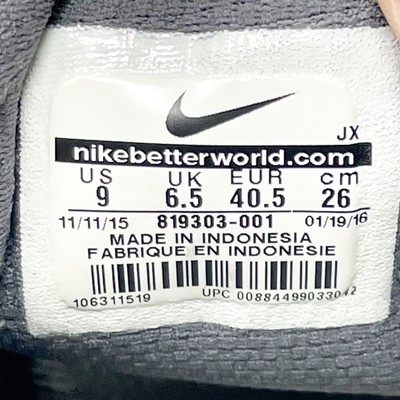 JX
nikebetterworld.com
US UK EUR cm
9 6.5 40.5 26
11/11/15 819303-001 01/19/16
MADE IN INDONESIA
FABRIQUE EN INDONESIE
106311519 UPC 00884499033042